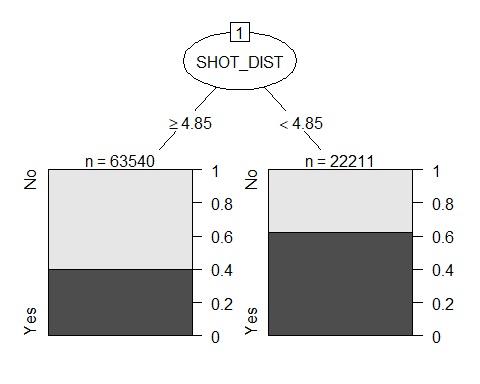 1
SHOT_DIST
≥ 4.85
< 4.85
n = 63540
n = 22211
No
Yes
1
0.8
0.6
0.4
0.2
0
No
Yes
1
0.8
0.6
0.4
0.2
0